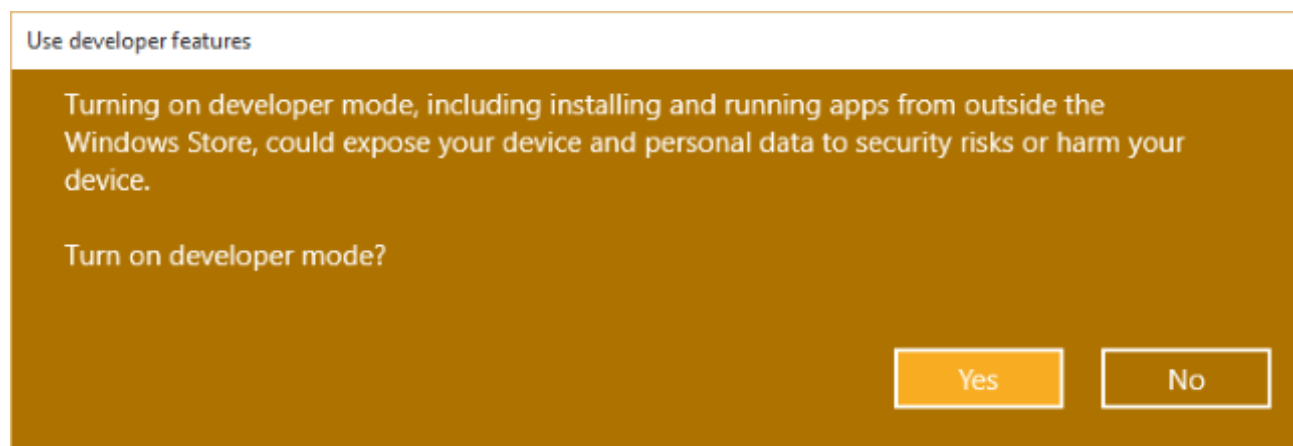 Use developer features
Turning on developer mode, including installing and running apps from outside the
Windows Store, could expose your device and personal data to security risks or harm your
device.
Turn on developer mode?
Yes
No